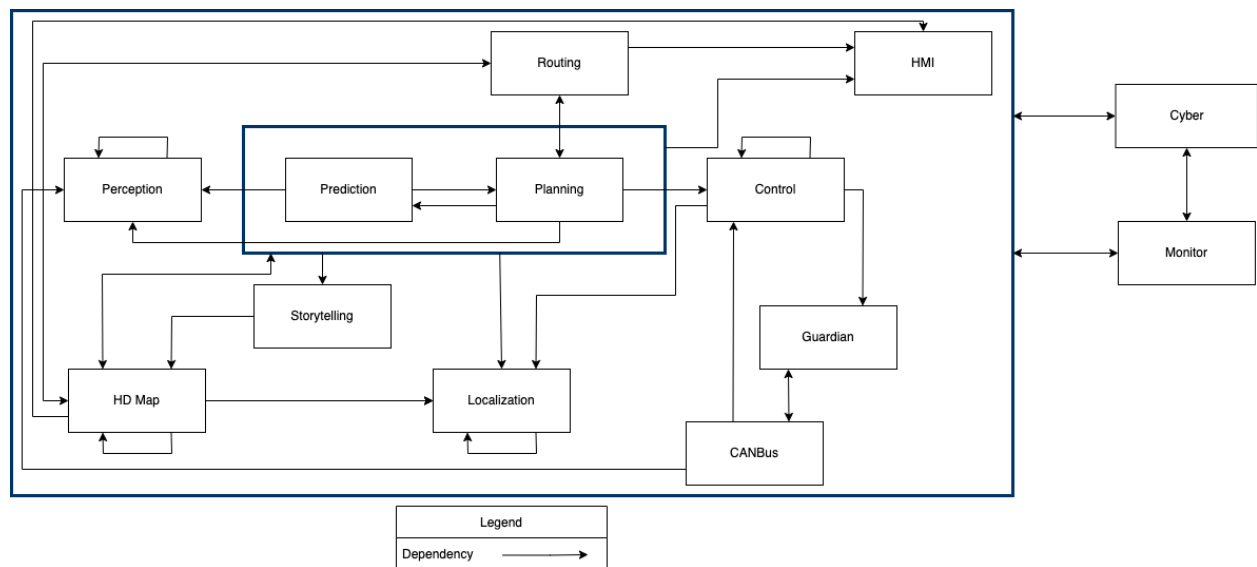 Routing
HMI
Cyber
Perception
Prediction
Planning
Control
Monitor
Storytelling
Guardian
HD Map
Localization
CANBus
Legend
Dependency